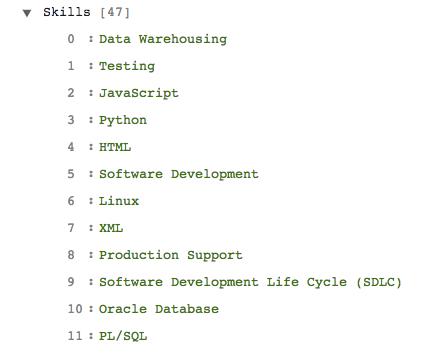 ▼ Skills [47]
0 : Data Warehousing
1 : Testing
2 : JavaScript
3 : Python
4 : HTML
5 : Software Development
6 : Linux
7 : XML
8 : Production Support
9 : Software Development Life Cycle (SDLC)
10 : Oracle Database
11 : PL/SQL